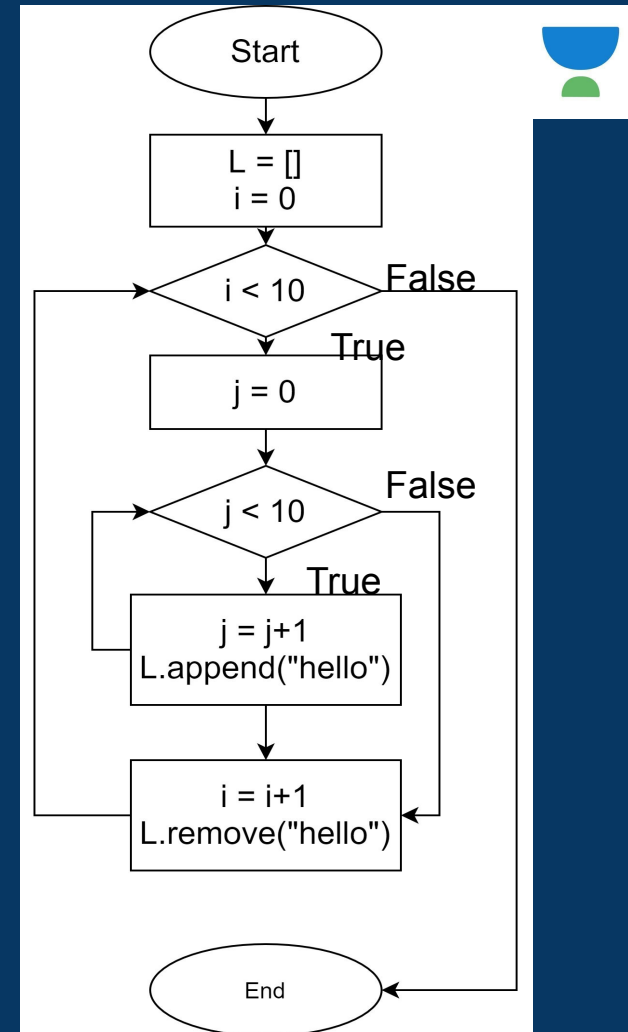 Start
L = []
i = 0
i < 10
False
True
j = 0
j < 10
False
True
j = j+1
L.append("hello")
i = i+1
L.remove("hello")
End